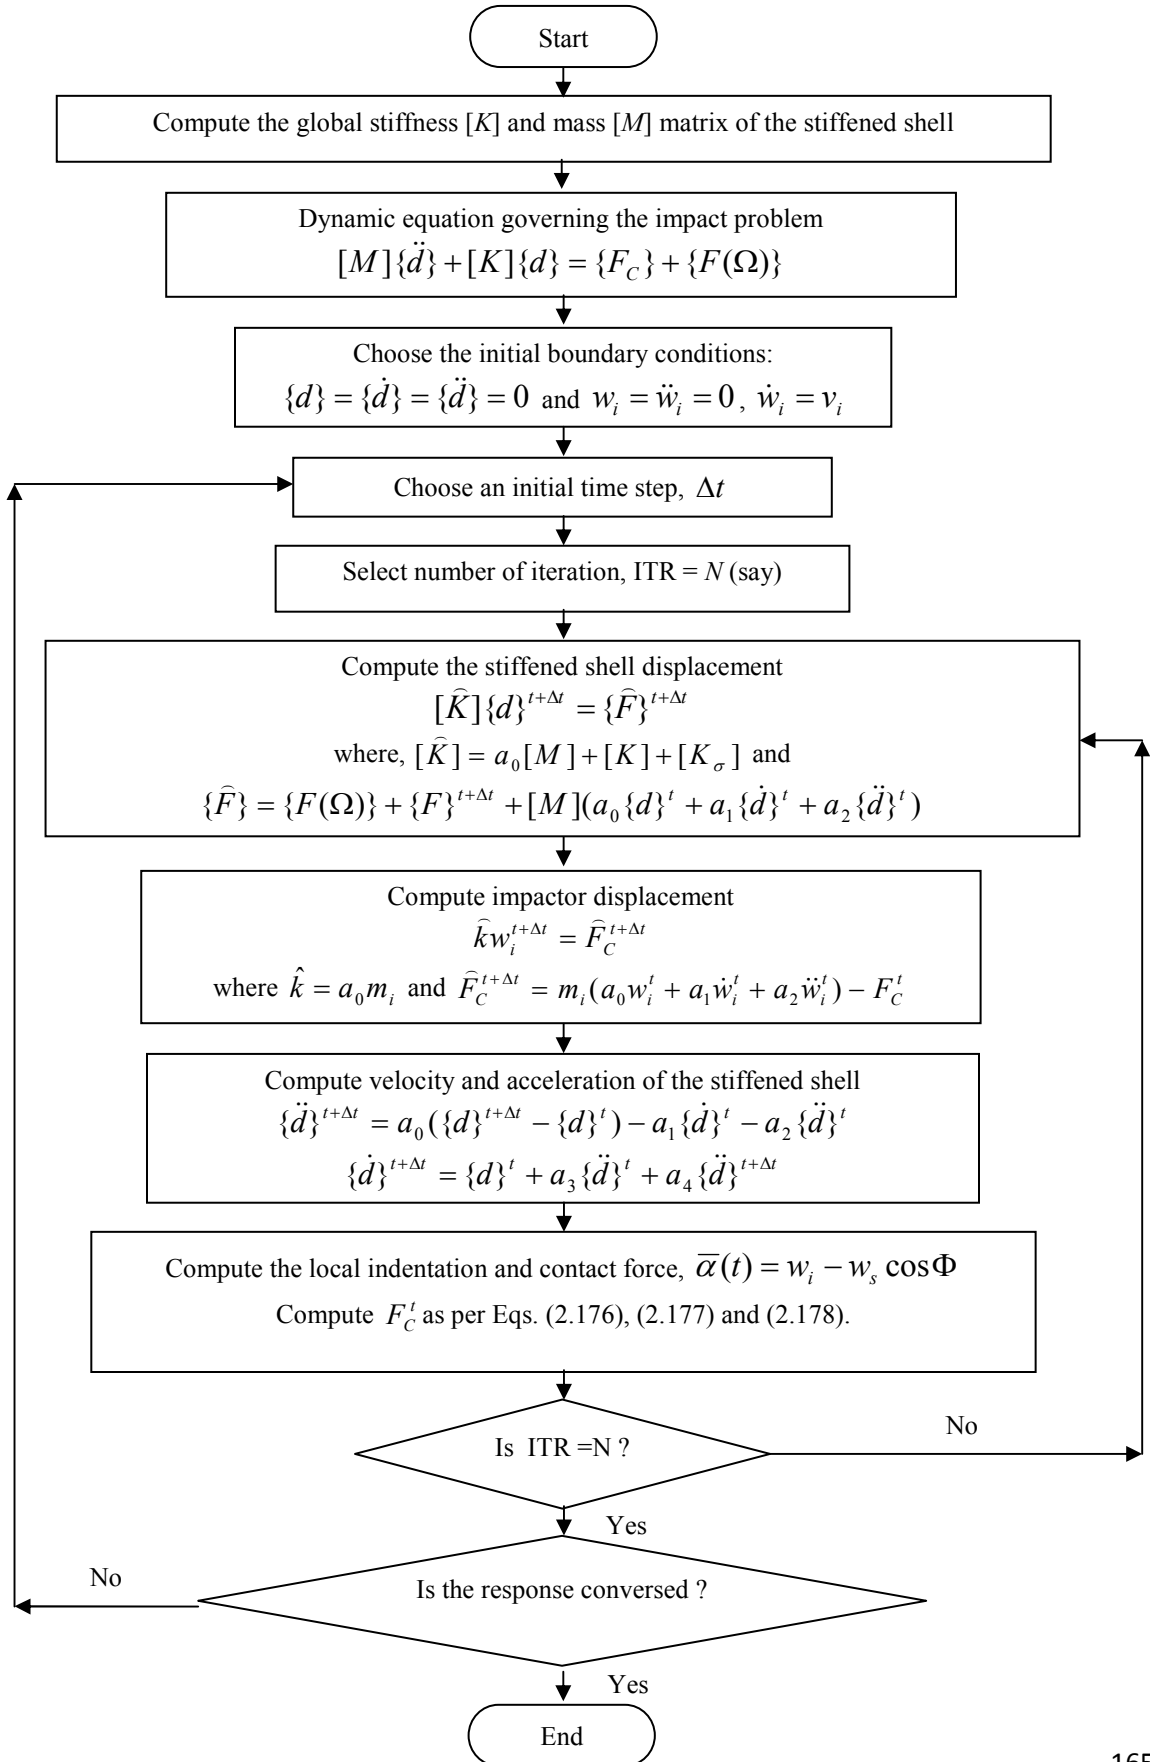 Start
Compute the global stiffness [K] and mass [M] matrix of the stiffened shell
Dynamic equation governing the impact problem
[M]{d̈} + [K]{d} = {F_C} + {F(Ω)}
Choose the initial boundary conditions:
{d} = {ḋ} = {d̈} = 0 and w_i = ẅ_i = 0, ẇ_i = v_i
Choose an initial time step, Δt
Select number of iteration, ITR = N (say)
Compute the stiffened shell displacement
[K̑]{d}^{t+Δt} = {F̑}^{t+Δt}
where, [K̑] = a_0[M] + [K] + [K_σ] and
{F̑} = {F(Ω)} + {F}^{t+Δt} + [M](a_0{d}^t + a_1{ḋ}^t + a_2{d̈}^t)
Compute impactor displacement
k̑w_i^{t+Δt} = F̑_C^{t+Δt}
where k̂ = a_0m_i and F̑_C^{t+Δt} = m_i(a_0w_i^t + a_1ẇ_i^t + a_2ẅ_i^t) − F_C^t
Compute velocity and acceleration of the stiffened shell
{d̈}^{t+Δt} = a_0({d}^{t+Δt} − {d}^t) − a_1{ḋ}^t − a_2{d̈}^t
{ḋ}^{t+Δt} = {d}^t + a_3{d̈}^t + a_4{d̈}^{t+Δt}
Compute the local indentation and contact force, α̅(t) = w_i − w_s cosΦ
Compute F_C^t as per Eqs. (2.176), (2.177) and (2.178).
Is ITR =N ?
No
Yes
Is the response conversed ?
No
Yes
End
165